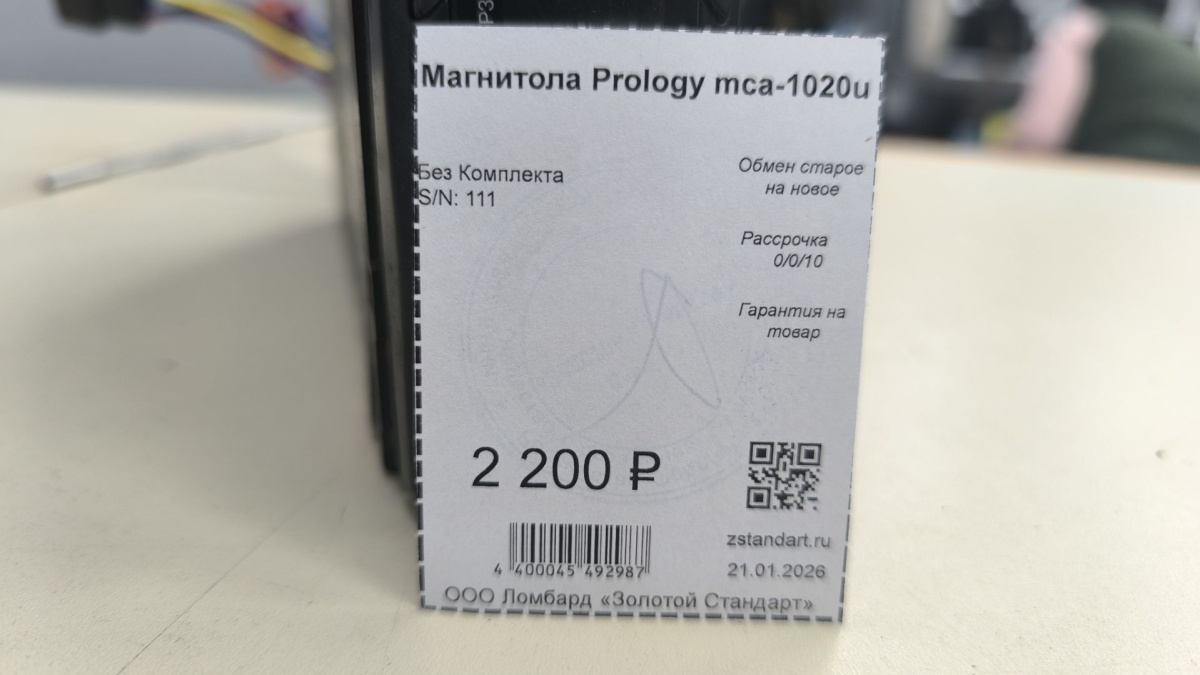 Магнитола Prology mca-1020u
Без Комплекта
S/N: 111
Обмен старое
на новое
Рассрочка
0/0/10
Гарантия на
товар
2 200 ₽
4 400045 492987
zstandart.ru
21.01.2026
ООО Ломбард «Золотой Стандарт»